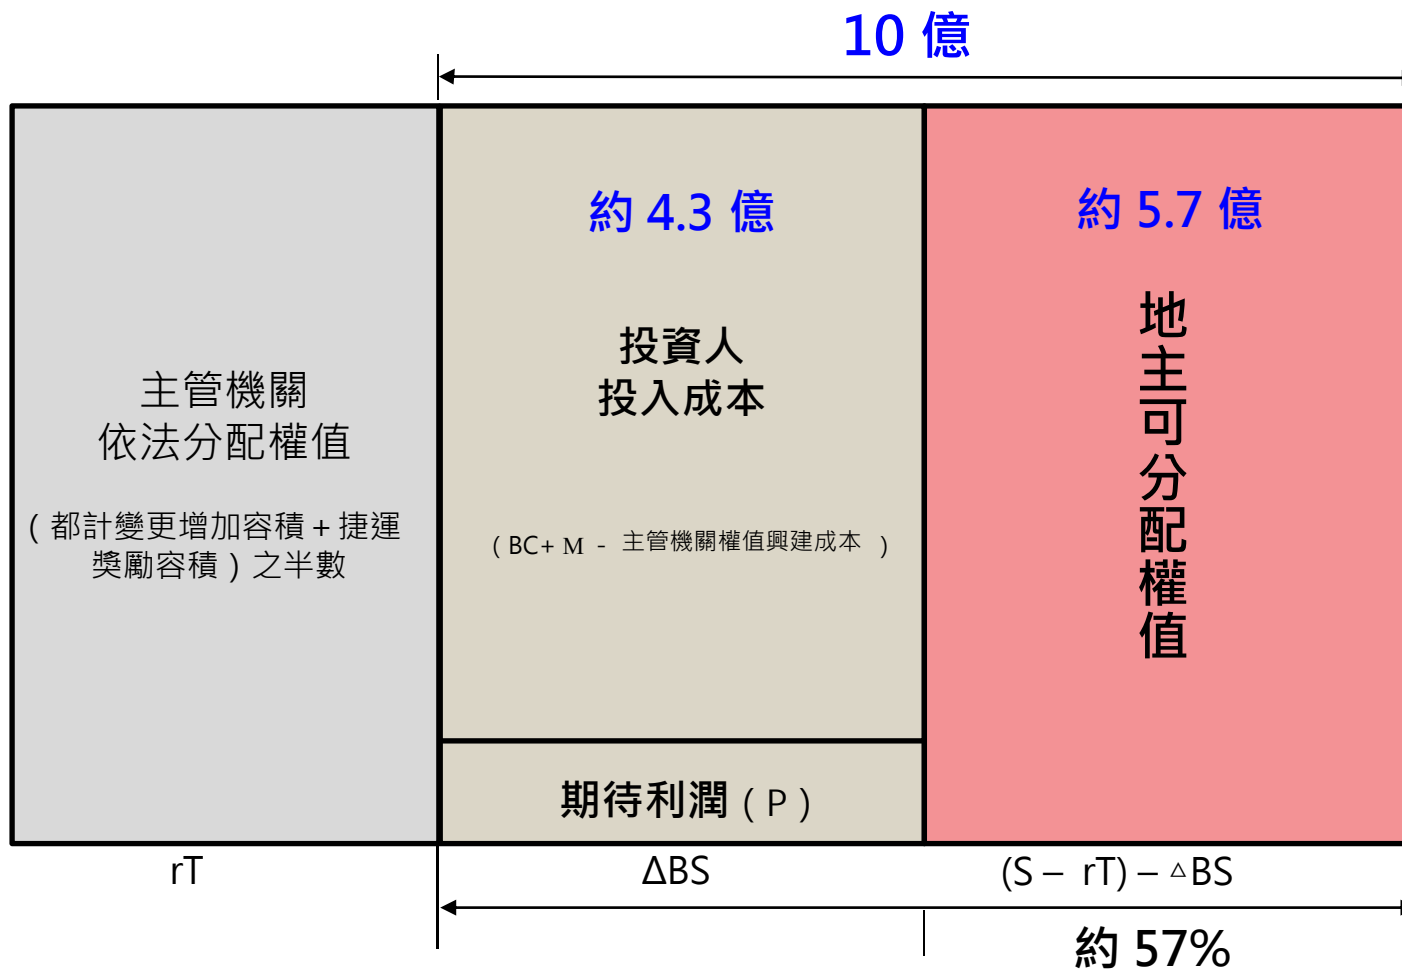 10 億
主管機關
依法分配權值
（都計變更增加容積+捷運
獎勵容積）之半數
約 4.3 億
投資人
投入成本
（BC+ M - 主管機關權值興建成本 ）
期待利潤（P）
約 5.7 億
地主可分配權值
rT
ΔBS
(S – rT) – △BS
約 57%